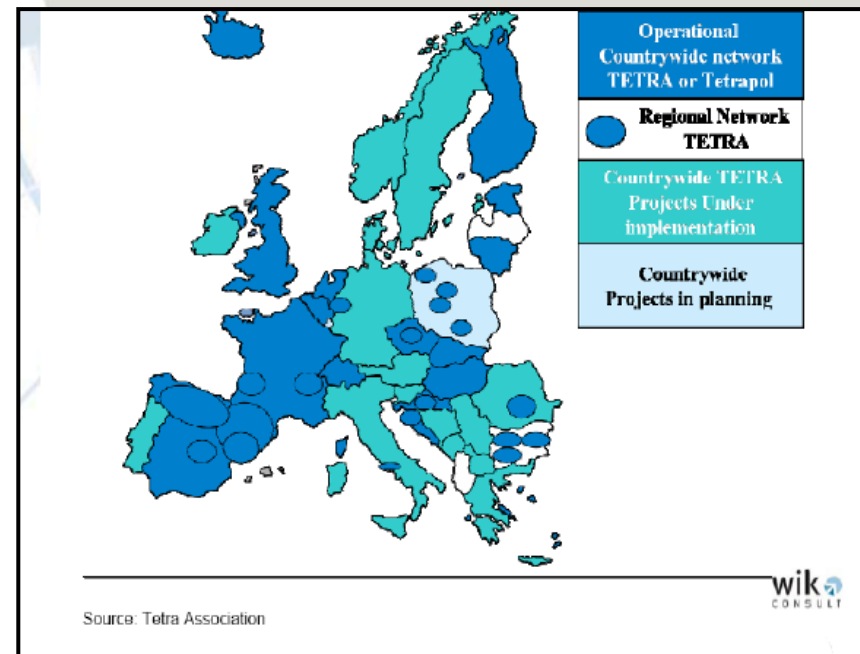 Operational
Countrywide network
TETRA or Tetrapol
Regional Network
TETRA
Countrywide TETRA
Projects Under
implementation
Countrywide
Projects in planning
wik
CONSULT
Source: Tetra Association